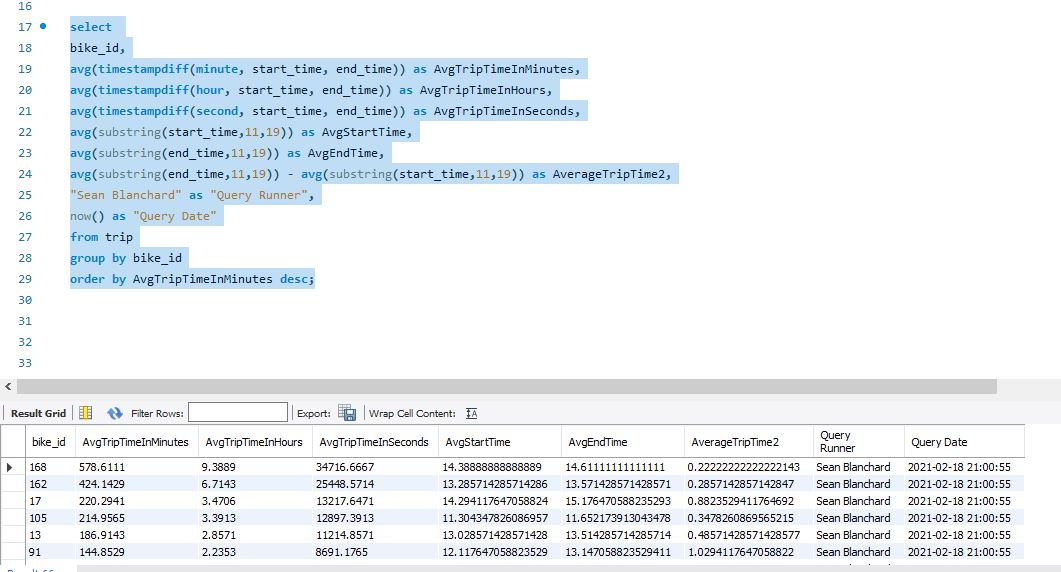 16
17 select
18 bike_id,
19 avg(timestampdiff(minute, start_time, end_time)) as AvgTripTimeInMinutes,
20 avg(timestampdiff(hour, start_time, end_time)) as AvgTripTimeInHours,
21 avg(timestampdiff(second, start_time, end_time)) as AvgTripTimeInSeconds,
22 avg(substring(start_time,11,19)) as AvgStartTime,
23 avg(substring(end_time,11,19)) as AvgEndTime,
24 avg(substring(end_time,11,19)) - avg(substring(start_time,11,19)) as AverageTripTime2,
25 "Sean Blanchard" as "Query Runner",
26 now() as "Query Date"
27 from trip
28 group by bike_id
29 order by AvgTripTimeInMinutes desc;
30
31
32
33
Result Grid Filter Rows: Export: Wrap Cell Content: IA
bike_id AvgTripTimeInMinutes AvgTripTimeInHours AvgTripTimeInSeconds AvgStartTime AvgEndTime AverageTripTime2 Query Runner Query Date
168 578.6111 9.3889 34716.6667 14.38888888888889 14.61111111111111 0.22222222222222143 Sean Blanchard 2021-02-18 21:00:55
162 424.1429 6.7143 25448.5714 13.285714285714286 13.571428571428571 0.2857142857142847 Sean Blanchard 2021-02-18 21:00:55
17 220.2941 3.4706 13217.6471 14.294117647058824 15.176470588235293 0.8823529411764692 Sean Blanchard 2021-02-18 21:00:55
105 214.9565 3.3913 12897.3913 11.304347826086957 11.652173913043478 0.3478260869565215 Sean Blanchard 2021-02-18 21:00:55
13 186.9143 2.8571 11214.8571 13.028571428571428 13.514285714285714 0.48571428571428577 Sean Blanchard 2021-02-18 21:00:55
91 144.8529 2.2353 8691.1765 12.117647058823529 13.147058823529411 1.0294117647058822 Sean Blanchard 2021-02-18 21:00:55